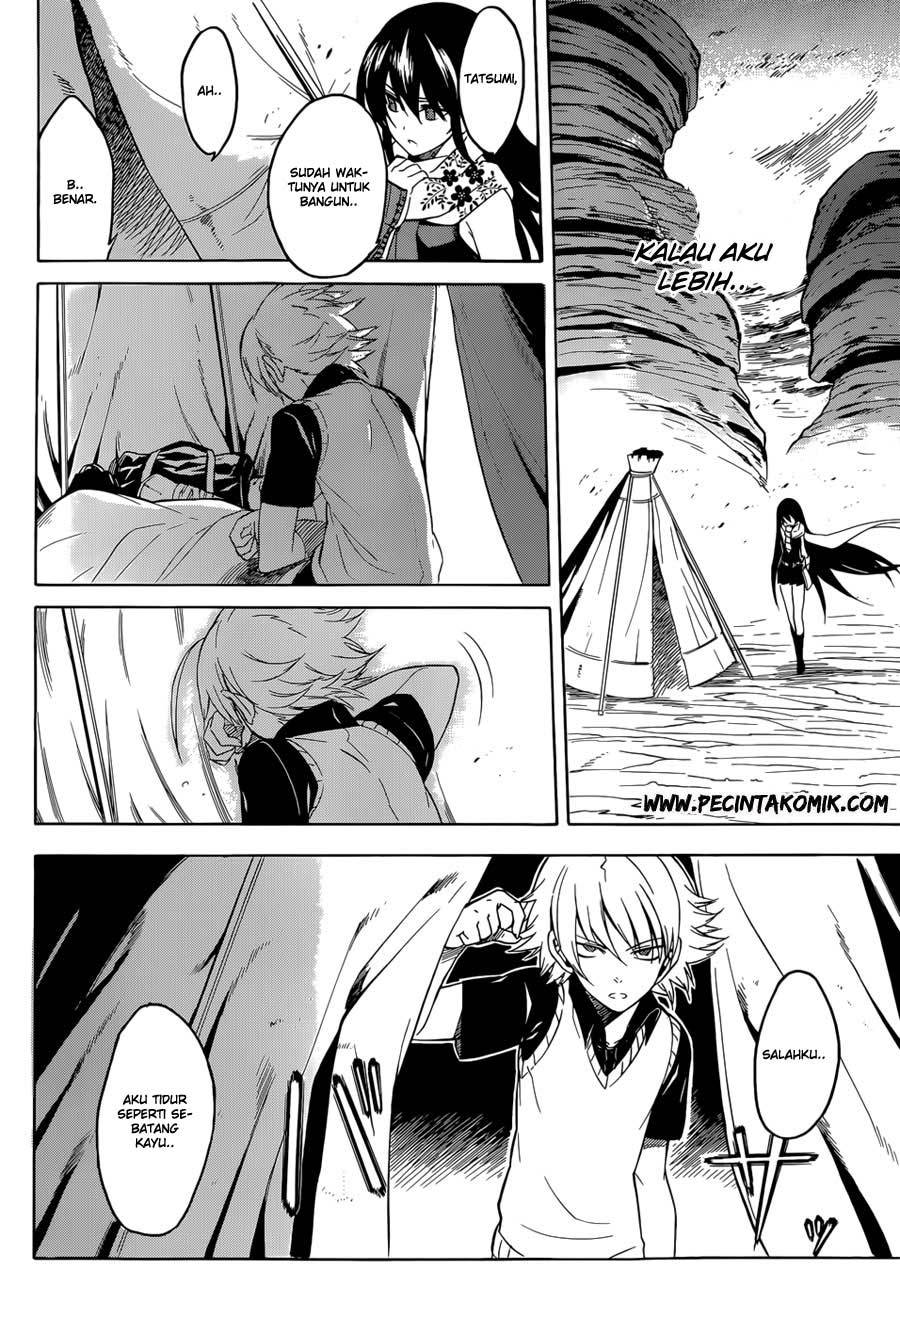 KALAU AKU
LEBIH..
TATSUMI,
SUDAH WAK-
TUNYA UNTUK
BANGUN..
AH..
B..
BENAR.
SALAHKU..
AKU TIDUR
SEPERTI SE-
BATANG
KAYU..
WWW.PECINTAKOMIK.COM